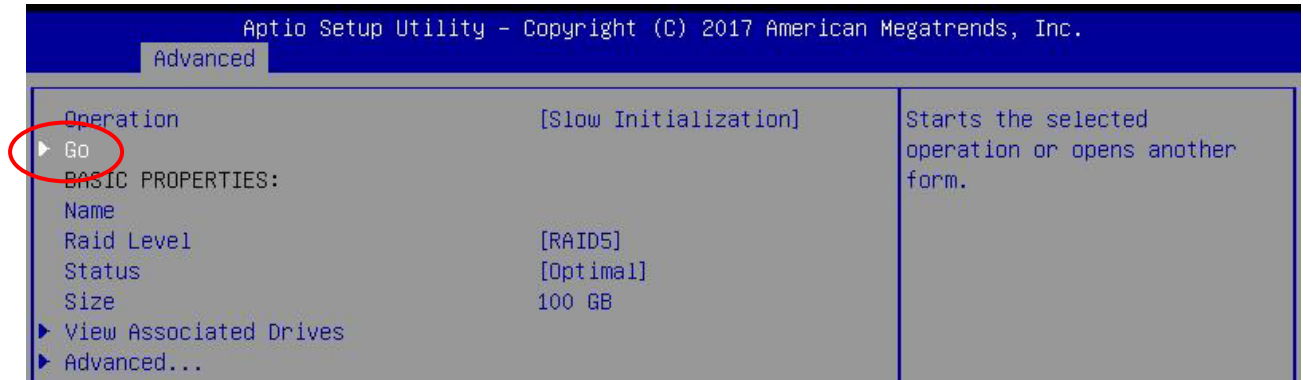 Aptio Setup Utility – Copyright (C) 2017 American Megatrends, Inc.
Advanced
Operation [Slow Initialization]
Go
BASIC PROPERTIES:
Name
Raid Level [RAID5]
Status [Optimal]
Size 100 GB
View Associated Drives
Advanced...
Starts the selected
operation or opens another
form.